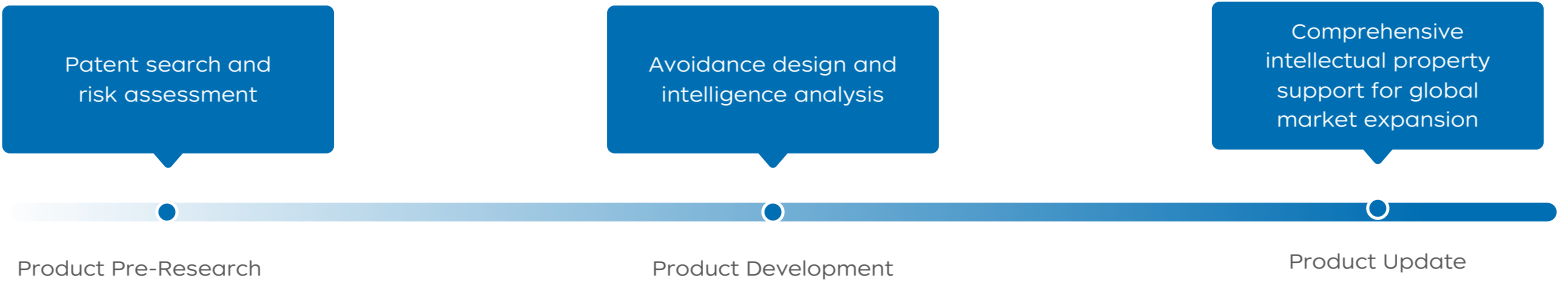 Patent search and
risk assessment
Avoidance design and
intelligence analysis
Comprehensive
intellectual property
support for global
market expansion
Product Pre-Research
Product Development
Product Update